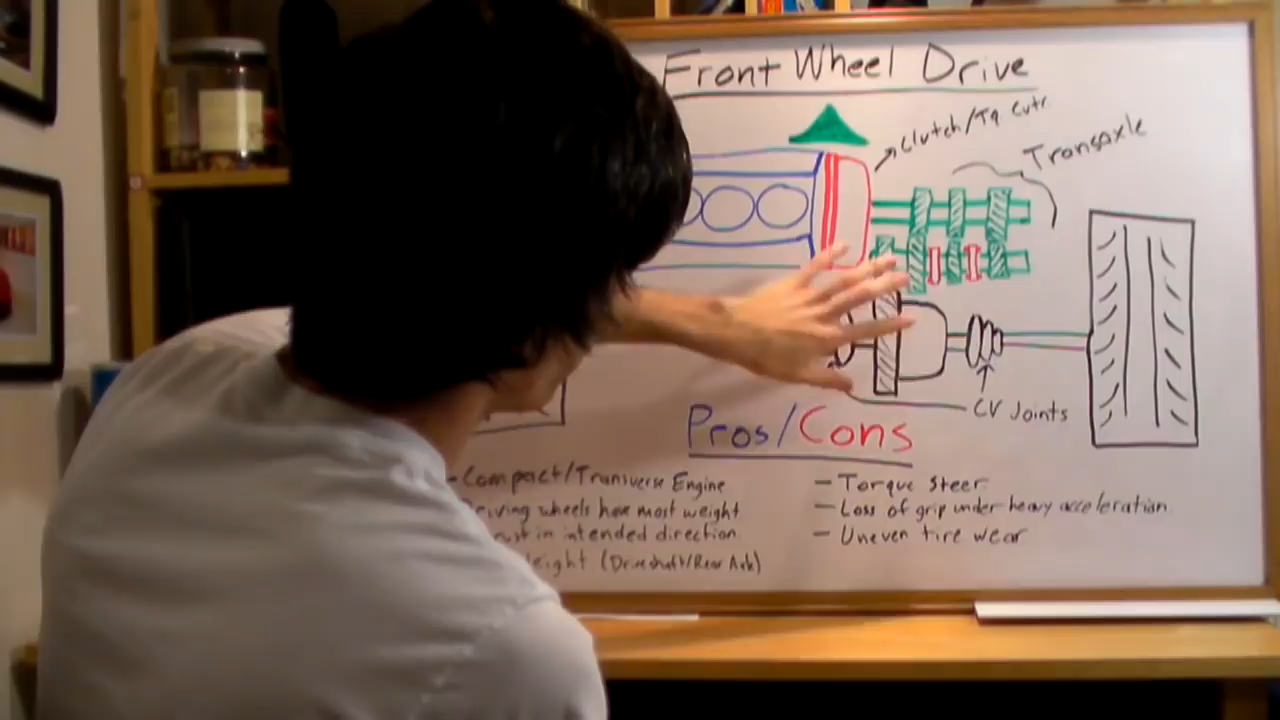 Front Wheel Drive
Clutch/Tq Cvtr
Transaxle
CV Joints
Pros/Cons
- Compact/Transverse Engine
wheels have most weight
in intended direction
(Driveshaft/Rear Axle)
- Torque Steer
- Loss of grip under heavy acceleration
- Uneven tire wear